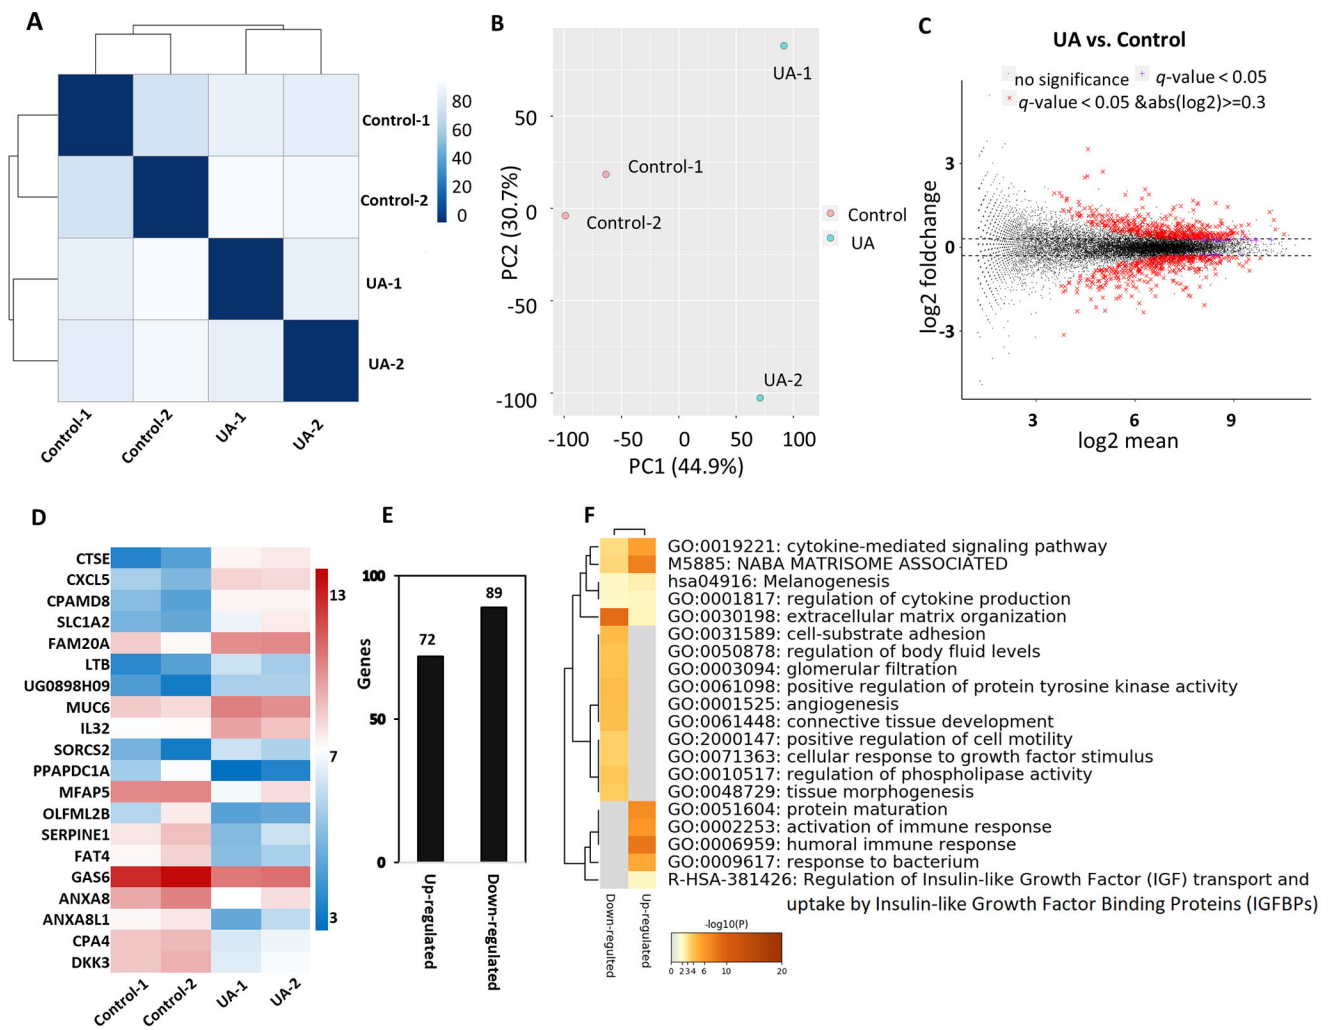 A
Control-1
Control-2
UA-1
UA-2
80
60
40
20
0
Control-1
Control-2
UA-1
UA-2
B
UA-1
Control-1
Control-2
UA-2
50
0
-50
-100
PC2 (30.7%)
-100
-50
0
50
100
PC1 (44.9%)
Control
UA
C
UA vs. Control
no significance
q-value < 0.05
q-value < 0.05 &abs(log2)>=0.3
3
0
-3
log2 foldchange
3
6
9
log2 mean
D
CTSE
CXCL5
CPAMD8
SLC1A2
FAM20A
LTB
UG0898H09
MUC6
IL32
SORCS2
PPAPDC1A
MFAP5
OLFML2B
SERPINE1
FAT4
GAS6
ANXA8
ANXA8L1
CPA4
DKK3
13
7
3
Control-1
Control-2
UA-1
UA-2
E
100
50
0
Genes
72
89
Up-regulated
Down-regulated
F
GO:0019221: cytokine-mediated signaling pathway
M5885: NABA MATRISOME ASSOCIATED
hsa04916: Melanogenesis
GO:0001817: regulation of cytokine production
GO:0030198: extracellular matrix organization
GO:0031589: cell-substrate adhesion
GO:0050878: regulation of body fluid levels
GO:0003094: glomerular filtration
GO:0061098: positive regulation of protein tyrosine kinase activity
GO:0001525: angiogenesis
GO:0061448: connective tissue development
GO:2000147: positive regulation of cell motility
GO:0071363: cellular response to growth factor stimulus
GO:0010517: regulation of phospholipase activity
GO:0048729: tissue morphogenesis
GO:0051604: protein maturation
GO:0002253: activation of immune response
GO:0006959: humoral immune response
GO:0009617: response to bacterium
R-HSA-381426: Regulation of Insulin-like Growth Factor (IGF) transport and
uptake by Insulin-like Growth Factor Binding Proteins (IGFBPs)
Down-regulted
Up-regulated
-log10(P)
0
2
3
4
6
10
20